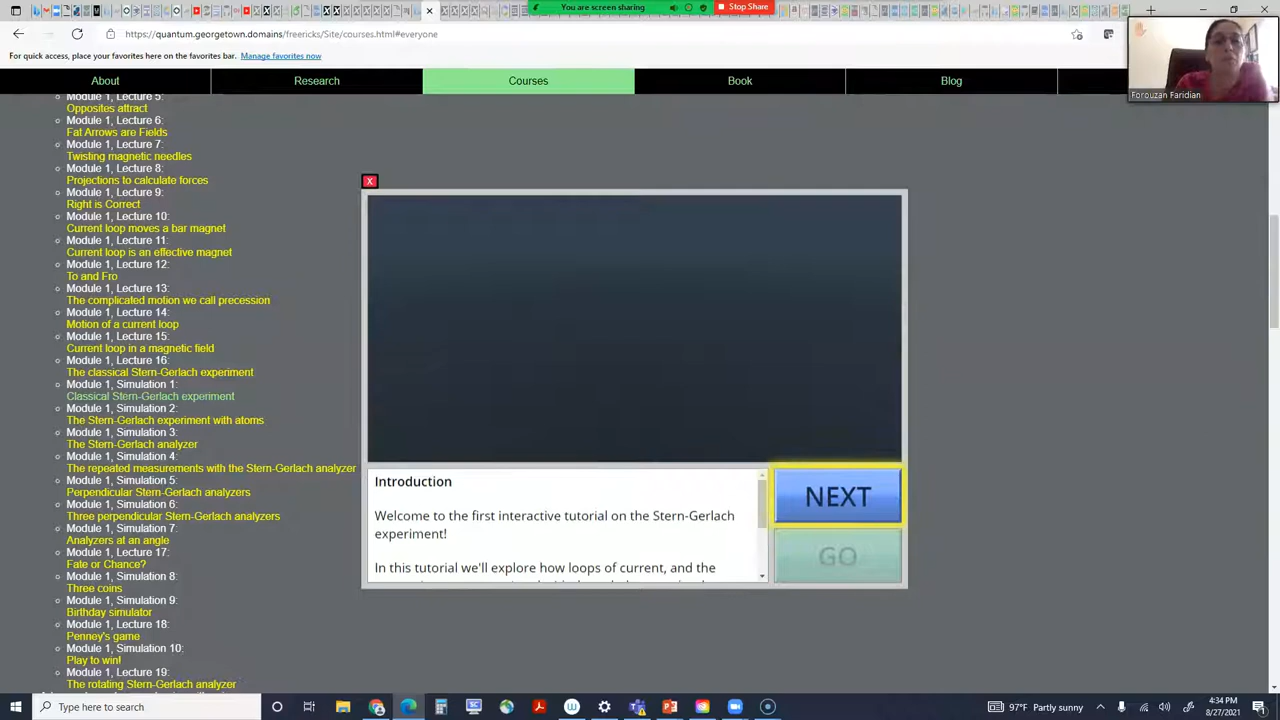 You are screen sharing
Stop Share
https://quantum.georgetown.domains/freericks/Site/courses.html#everyone
For quick access, place your favorites here on the favorites bar. Manage favorites now
About
Research
Courses
Book
Blog
Forouzan Faridian
Module 1, Lecture 5:
Opposites attract
Module 1, Lecture 6:
Fat Arrows are Fields
Module 1, Lecture 7:
Twisting magnetic needles
Module 1, Lecture 8:
Projections to calculate forces
Module 1, Lecture 9:
Right is Correct
Module 1, Lecture 10:
Current loop moves a bar magnet
Module 1, Lecture 11:
Current loop is an effective magnet
Module 1, Lecture 12:
To and Fro
Module 1, Lecture 13:
The complicated motion we call precession
Module 1, Lecture 14:
Motion of a current loop
Module 1, Lecture 15:
Current loop in a magnetic field
Module 1, Lecture 16:
The classical Stern-Gerlach experiment
Module 1, Simulation 1:
Classical Stern-Gerlach experiment
Module 1, Simulation 2:
The Stern-Gerlach experiment with atoms
Module 1, Simulation 3:
The Stern-Gerlach analyzer
Module 1, Simulation 4:
The repeated measurements with the Stern-Gerlach analyzer
Module 1, Simulation 5:
Perpendicular Stern-Gerlach analyzers
Module 1, Simulation 6:
Three perpendicular Stern-Gerlach analyzers
Module 1, Simulation 7:
Analyzers at an angle
Module 1, Lecture 17:
Fate or Chance?
Module 1, Simulation 8:
Three coins
Module 1, Simulation 9:
Birthday simulator
Module 1, Lecture 18:
Penney's game
Module 1, Simulation 10:
Play to win!
Module 1, Lecture 19:
The rotating Stern-Gerlach analyzer
X
Introduction
Welcome to the first interactive tutorial on the Stern-Gerlach
experiment!
In this tutorial we'll explore how loops of current, and the
NEXT
GO
Type here to search
97°F Partly sunny
4:34 PM
8/27/2021